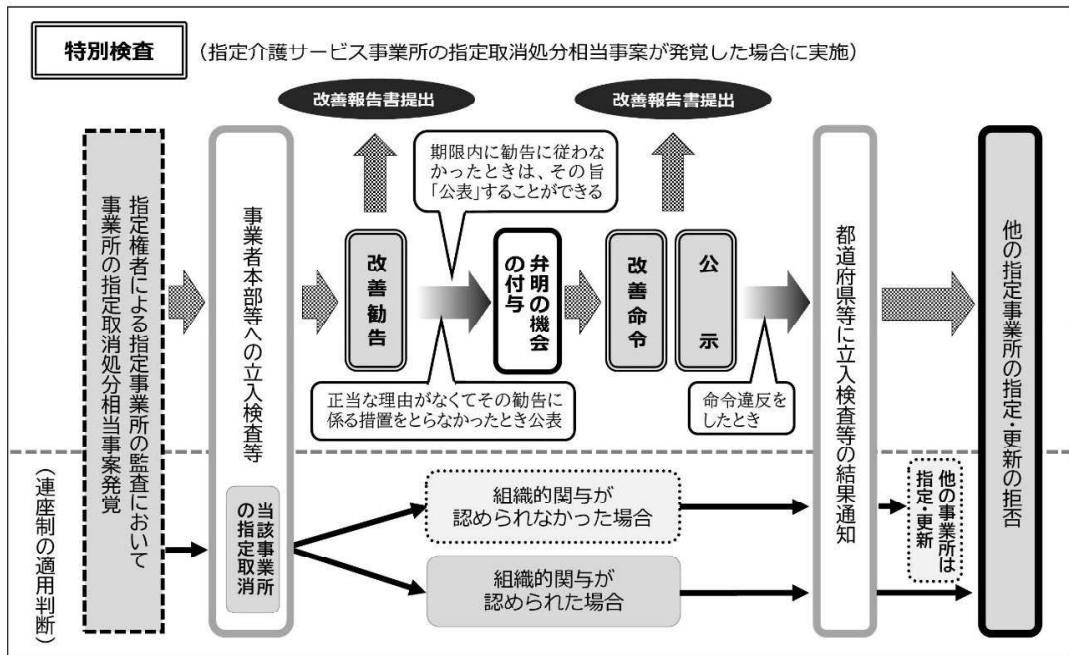 特別検査
（指定介護サービス事業所の指定取消処分相当事案が発覚した場合に実施）
改善報告書提出
改善報告書提出
指定権者による指定事業所の監査において
事業所の指定取消処分相当事案発覚
事業者本部等への立入検査等
改善勧告
期限内に勧告に従わな
かったときは、その旨
「公表」することができる
正当な理由がなくてその勧告に
係る措置をとらなかったとき公表
弁明の機会
の付与
改善命令
公示
命令違反を
したとき
都道府県等に立入検査等の結果通知
他の指定事業所の指定・更新の拒否
（連座制の適用判断）
当該事業所
の指定取消
組織的関与が
認められなかった場合
組織的関与が
認められた場合
他の事業所は
指定・更新